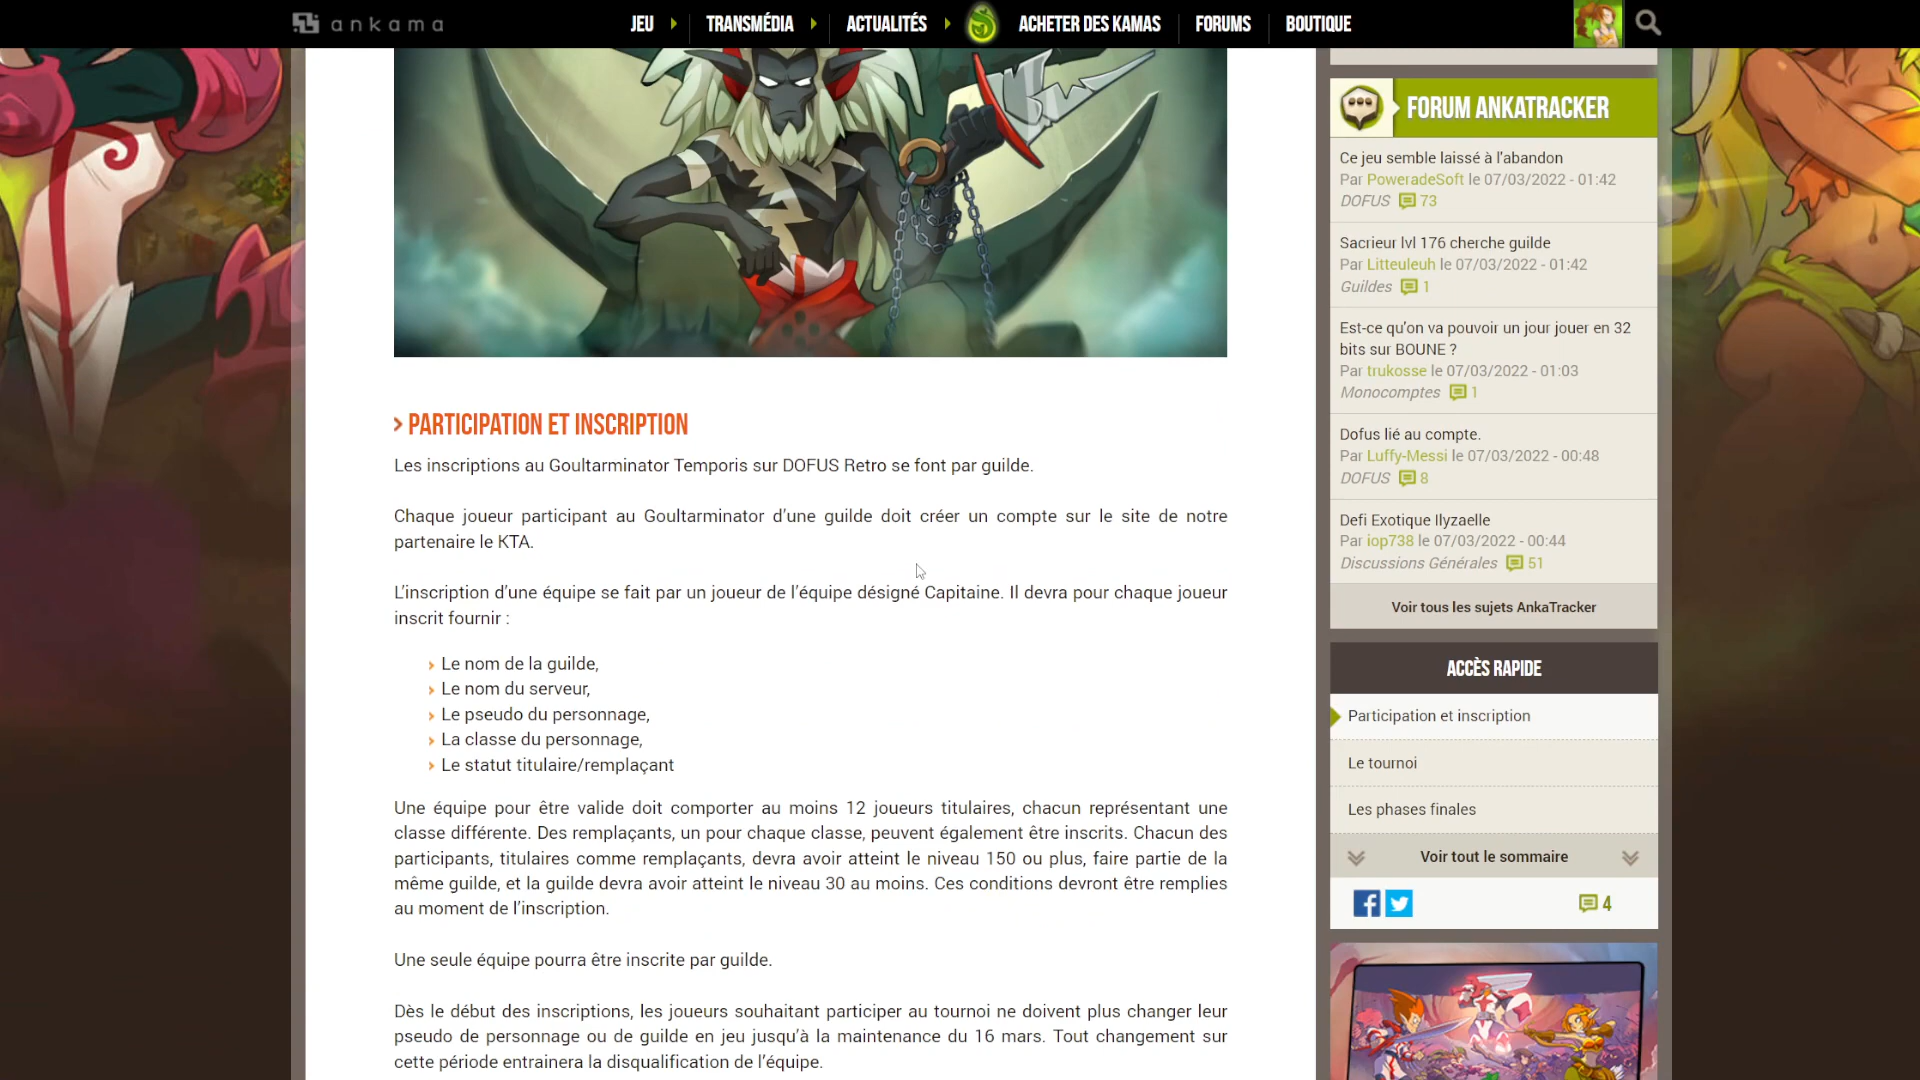 ankama
JEU
TRANSMÉDIA
ACTUALITÉS
ACHETER DES KAMAS
FORUMS
BOUTIQUE
> PARTICIPATION ET INSCRIPTION
Les inscriptions au Goultarminator Temporis sur DOFUS Retro se font par guilde.
Chaque joueur participant au Goultarminator d'une guilde doit créer un compte sur le site de notre
partenaire le KTA.
L'inscription d'une équipe se fait par un joueur de l'équipe désigné Capitaine. Il devra pour chaque joueur
inscrit fournir :
› Le nom de la guilde,
› Le nom du serveur,
› Le pseudo du personnage,
› La classe du personnage,
› Le statut titulaire/remplaçant
Une équipe pour être valide doit comporter au moins 12 joueurs titulaires, chacun représentant une
classe différente. Des remplaçants, un pour chaque classe, peuvent également être inscrits. Chacun des
participants, titulaires comme remplaçants, devra avoir atteint le niveau 150 ou plus, faire partie de la
même guilde, et la guilde devra avoir atteint le niveau 30 au moins. Ces conditions devront être remplies
au moment de l'inscription.
Une seule équipe pourra être inscrite par guilde.
Dès le début des inscriptions, les joueurs souhaitant participer au tournoi ne doivent plus changer leur
pseudo de personnage ou de guilde en jeu jusqu'à la maintenance du 16 mars. Tout changement sur
cette période entrainera la disqualification de l'équipe.
FORUM ANKATRACKER
Ce jeu semble laissé à l'abandon
Par PoweradeSoft le 07/03/2022 - 01:42
DOFUS 73
Sacrieur lvl 176 cherche guilde
Par Litteuleuh le 07/03/2022 - 01:42
Guildes 1
Est-ce qu'on va pouvoir un jour jouer en 32
bits sur BOUNE ?
Par trukosse le 07/03/2022 - 01:03
Monocomptes 1
Dofus lié au compte.
Par Luffy-Messi le 07/03/2022 - 00:48
DOFUS 8
Defi Exotique Ilyzaelle
Par iop738 le 07/03/2022 - 00:44
Discussions Générales 51
Voir tous les sujets AnkaTracker
ACCÈS RAPIDE
Participation et inscription
Le tournoi
Les phases finales
Voir tout le sommaire
4